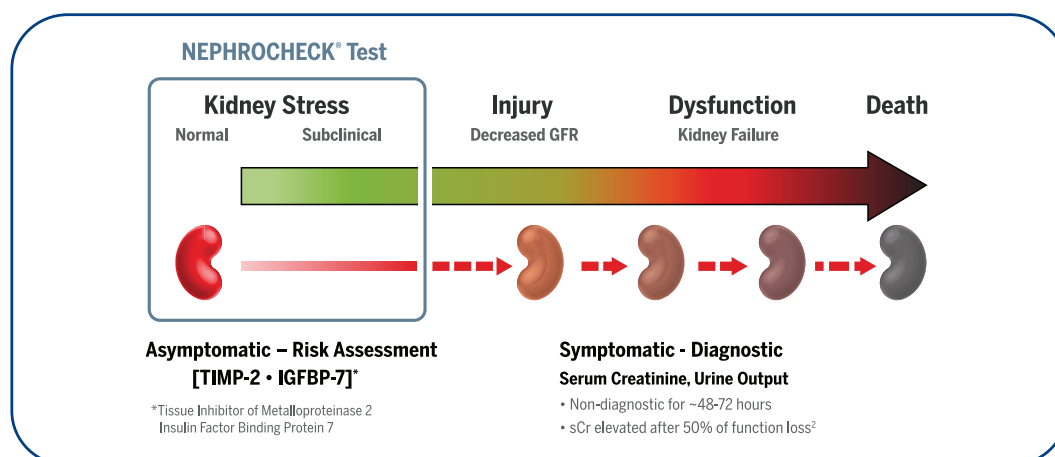 NEPHROCHECK® Test
Kidney Stress
Normal
Subclinical
Injury
Decreased GFR
Dysfunction
Kidney Failure
Death
Asymptomatic – Risk Assessment
[TIMP-2 • IGFBP-7]*
*Tissue Inhibitor of Metalloproteinase 2
Insulin Factor Binding Protein 7
Symptomatic - Diagnostic
Serum Creatinine, Urine Output
• Non-diagnostic for ~48-72 hours
• sCr elevated after 50% of function loss²